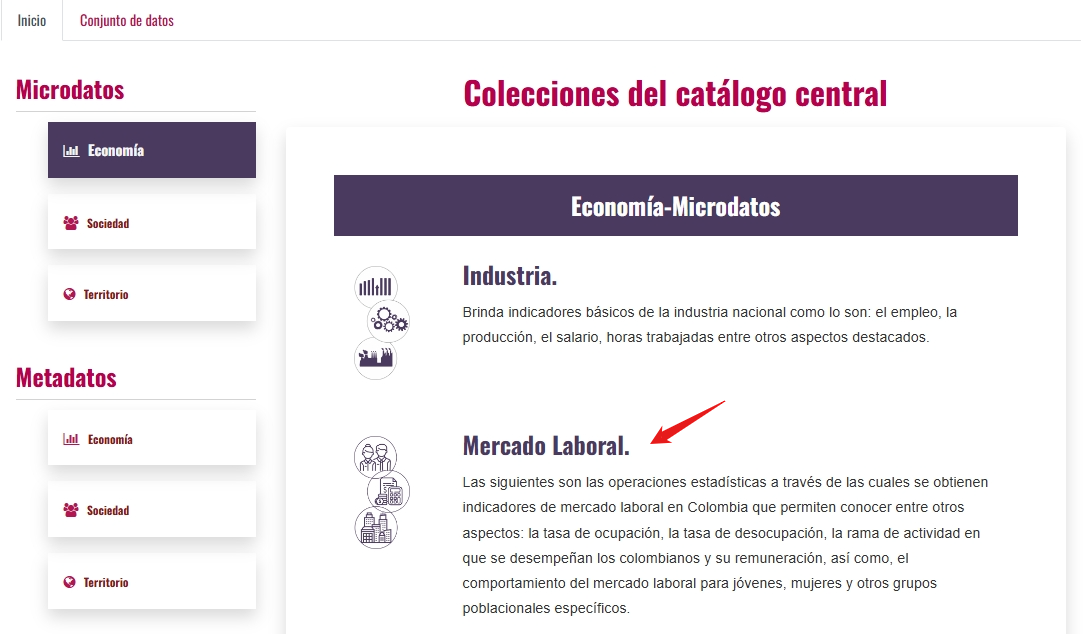 Inicio
Conjunto de datos
Microdatos
Economía
Sociedad
Territorio
Metadatos
Economía
Sociedad
Territorio
Colecciones del catálogo central
Economía-Microdatos
Industria.
Brinda indicadores básicos de la industria nacional como lo son: el empleo, la
producción, el salario, horas trabajadas entre otros aspectos destacados.
Mercado Laboral.
Las siguientes son las operaciones estadísticas a través de las cuales se obtienen
indicadores de mercado laboral en Colombia que permiten conocer entre otros
aspectos: la tasa de ocupación, la tasa de desocupación, la rama de actividad en
que se desempeñan los colombianos y su remuneración, así como, el
comportamiento del mercado laboral para jóvenes, mujeres y otros grupos
poblacionales específicos.